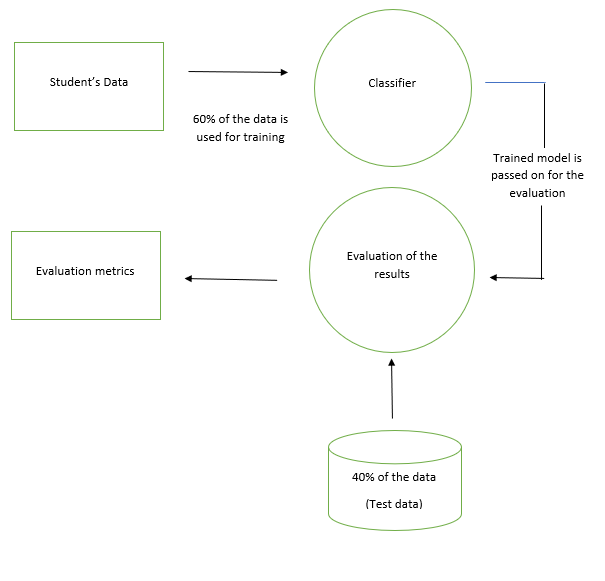 Student’s Data
Classifier
60% of the data is
used for training
Trained model is
passed on for the
evaluation
Evaluation of the
results
Evaluation metrics
40% of the data
(Test data)